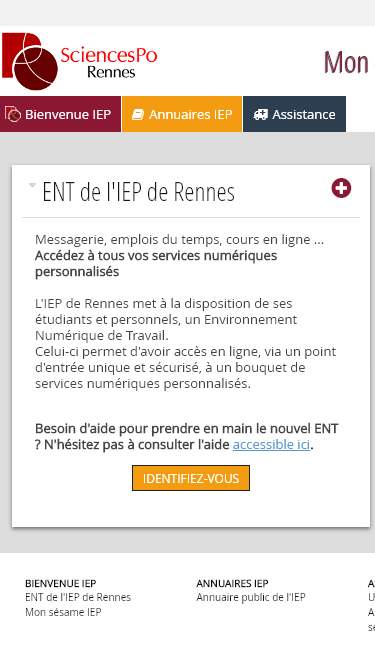 SciencesPo
Rennes
Mon
Bienvenue IEP
Annuaires IEP
Assistance
ENT de l'IEP de Rennes
Messagerie, emplois du temps, cours en ligne ...
Accédez à tous vos services numériques
personnalisés
L'IEP de Rennes met à la disposition de ses
étudiants et personnels, un Environnement
Numérique de Travail.
Celui-ci permet d'avoir accès en ligne, via un point
d'entrée unique et sécurisé, à un bouquet de
services numériques personnalisés.
Besoin d'aide pour prendre en main le nouvel ENT
? N'hésitez pas à consulter l'aide accessible ici.
IDENTIFIEZ-VOUS
BIENVENUE IEP
ENT de l'IEP de Rennes
Mon sésame IEP
ANNUAIRES IEP
Annuaire public de l'IEP